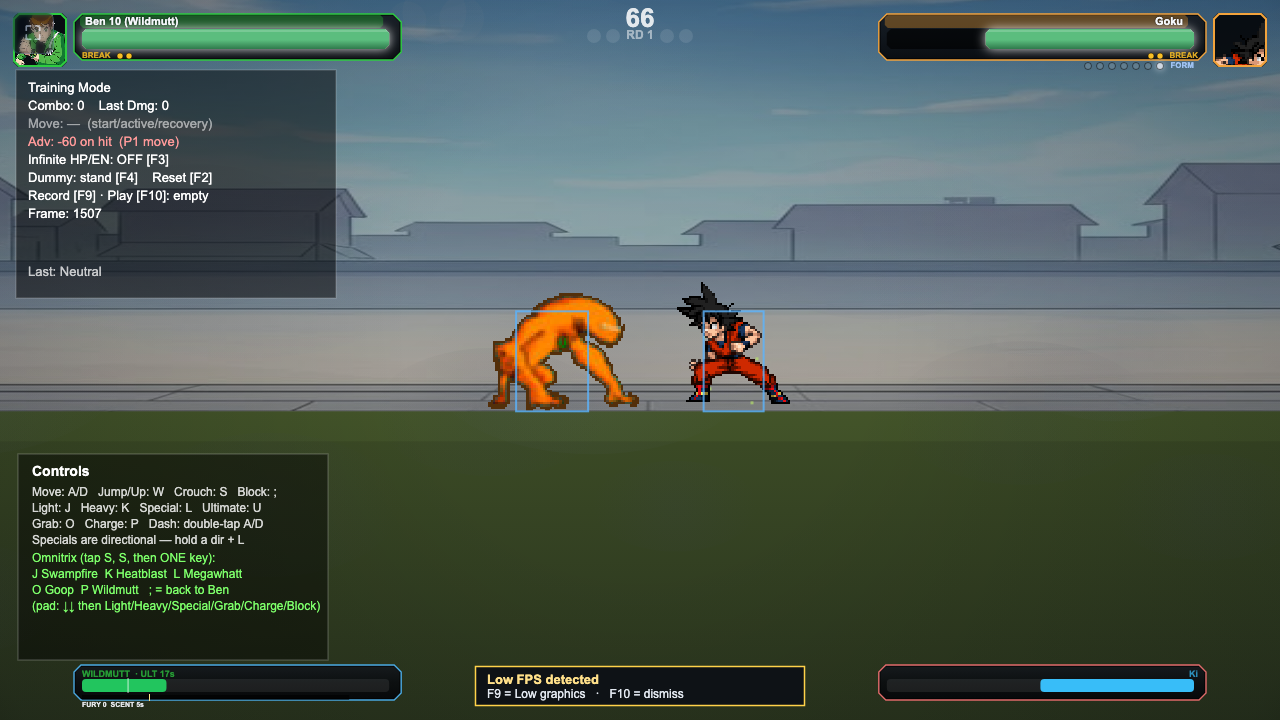 Ben 10 (Wildmutt)
BREAK
66
RD 1
Goku
BREAK
FORM
Training Mode
Combo: 0    Last Dmg: 0
Move: —  (start/active/recovery)
Adv: -60 on hit  (P1 move)
Infinite HP/EN: OFF [F3]
Dummy: stand [F4]    Reset [F2]
Record [F9] · Play [F10]: empty
Frame: 1507
Last: Neutral
Controls
Move: A/D   Jump/Up: W   Crouch: S   Block: ;
Light: J   Heavy: K   Special: L   Ultimate: U
Grab: O   Charge: P   Dash: double-tap A/D
Specials are directional — hold a dir + L
Omnitrix (tap S, S, then ONE key):
J Swampfire  K Heatblast  L Megawhatt
O Goop  P Wildmutt   ; = back to Ben
(pad: ↓↓ then Light/Heavy/Special/Grab/Charge/Block)
WILDMUTT · ULT 17s
FURY 0  SCENT 5s
Low FPS detected
F9 = Low graphics   ·   F10 = dismiss
Ki